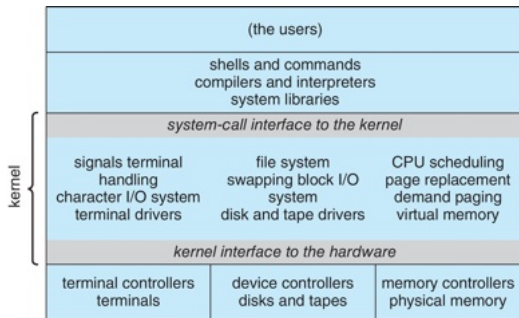 (the users)
shells and commands
compilers and interpreters
system libraries
system-call interface to the kernel
kernel
signals terminal
handling
character I/O system
terminal drivers
file system
swapping block I/O
system
disk and tape drivers
CPU scheduling
page replacement
demand paging
virtual memory
kernel interface to the hardware
terminal controllers
terminals
device controllers
disks and tapes
memory controllers
physical memory